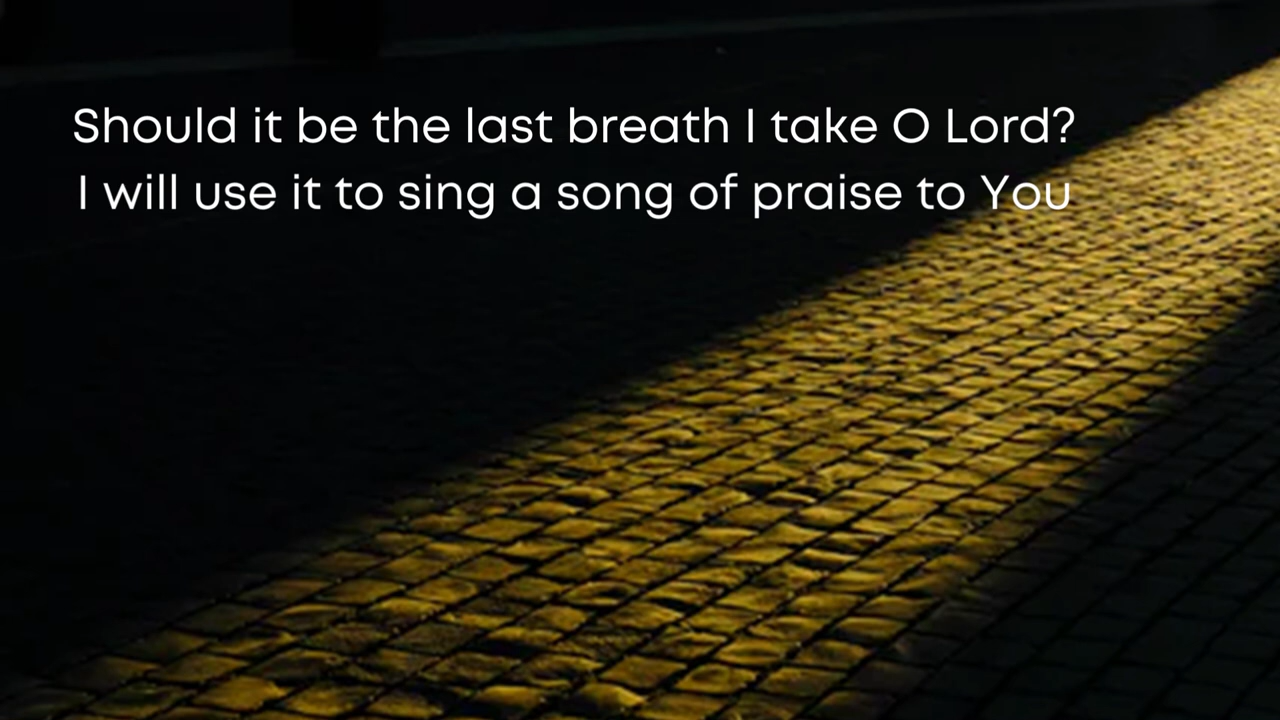 Should it be the last breath I take O Lord?
I will use it to sing a song of praise to You